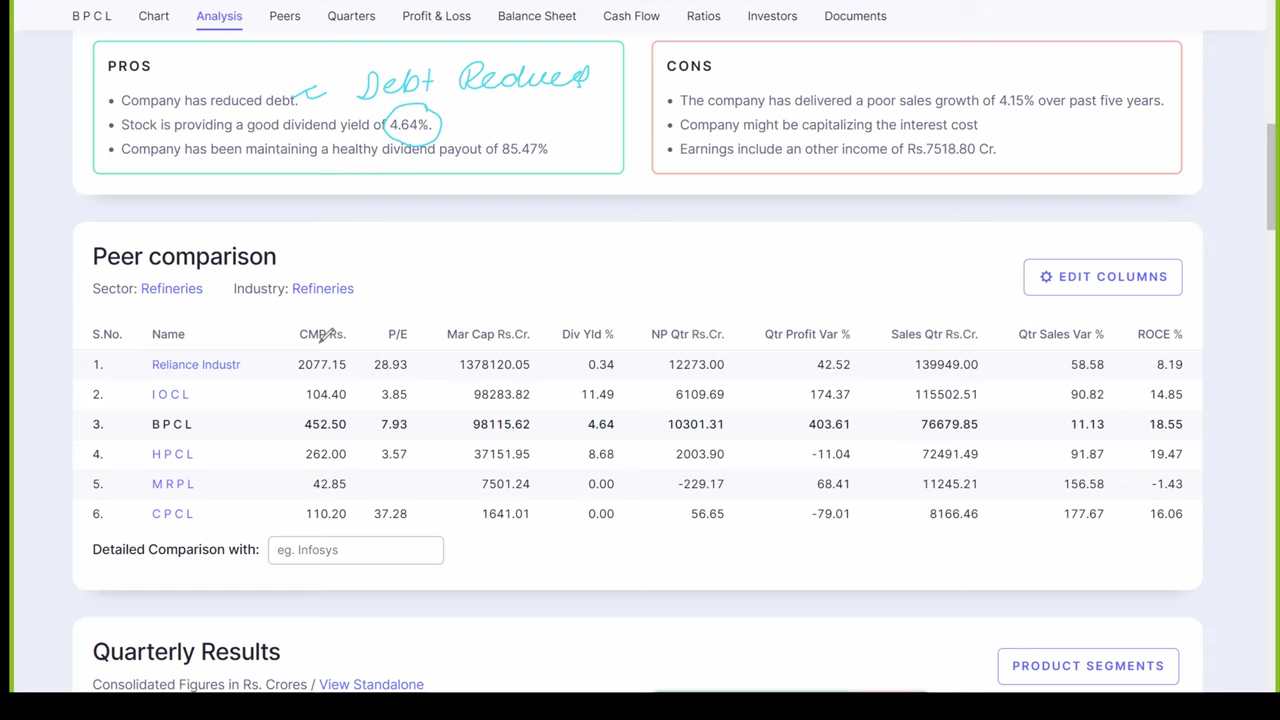 B P C L Chart Analysis Peers Quarters Profit & Loss Balance Sheet Cash Flow Ratios Investors Documents
PROS
Company has reduced debt. Debt Reduced
Stock is providing a good dividend yield of 4.64%.
Company has been maintaining a healthy dividend payout of 85.47%
CONS
The company has delivered a poor sales growth of 4.15% over past five years.
Company might be capitalizing the interest cost
Earnings include an other income of Rs.7518.80 Cr.
Peer comparison
Sector: Refineries Industry: Refineries
EDIT COLUMNS
S.No. Name CMP Rs. P/E Mar Cap Rs.Cr. Div Yld % NP Qtr Rs.Cr. Qtr Profit Var % Sales Qtr Rs.Cr. Qtr Sales Var % ROCE %
1. Reliance Industr 2077.15 28.93 1378120.05 0.34 12273.00 42.52 139949.00 58.58 8.19
2. I O C L 104.40 3.85 98283.82 11.49 6109.69 174.37 115502.51 90.82 14.85
3. B P C L 452.50 7.93 98115.62 4.64 10301.31 403.61 76679.85 11.13 18.55
4. H P C L 262.00 3.57 37151.95 8.68 2003.90 -11.04 72491.49 91.87 19.47
5. M R P L 42.85 7501.24 0.00 -229.17 68.41 11245.21 156.58 -1.43
6. C P C L 110.20 37.28 1641.01 0.00 56.65 -79.01 8166.46 177.67 16.06
Detailed Comparison with: eg. Infosys
Quarterly Results
Consolidated Figures in Rs. Crores / View Standalone
PRODUCT SEGMENTS